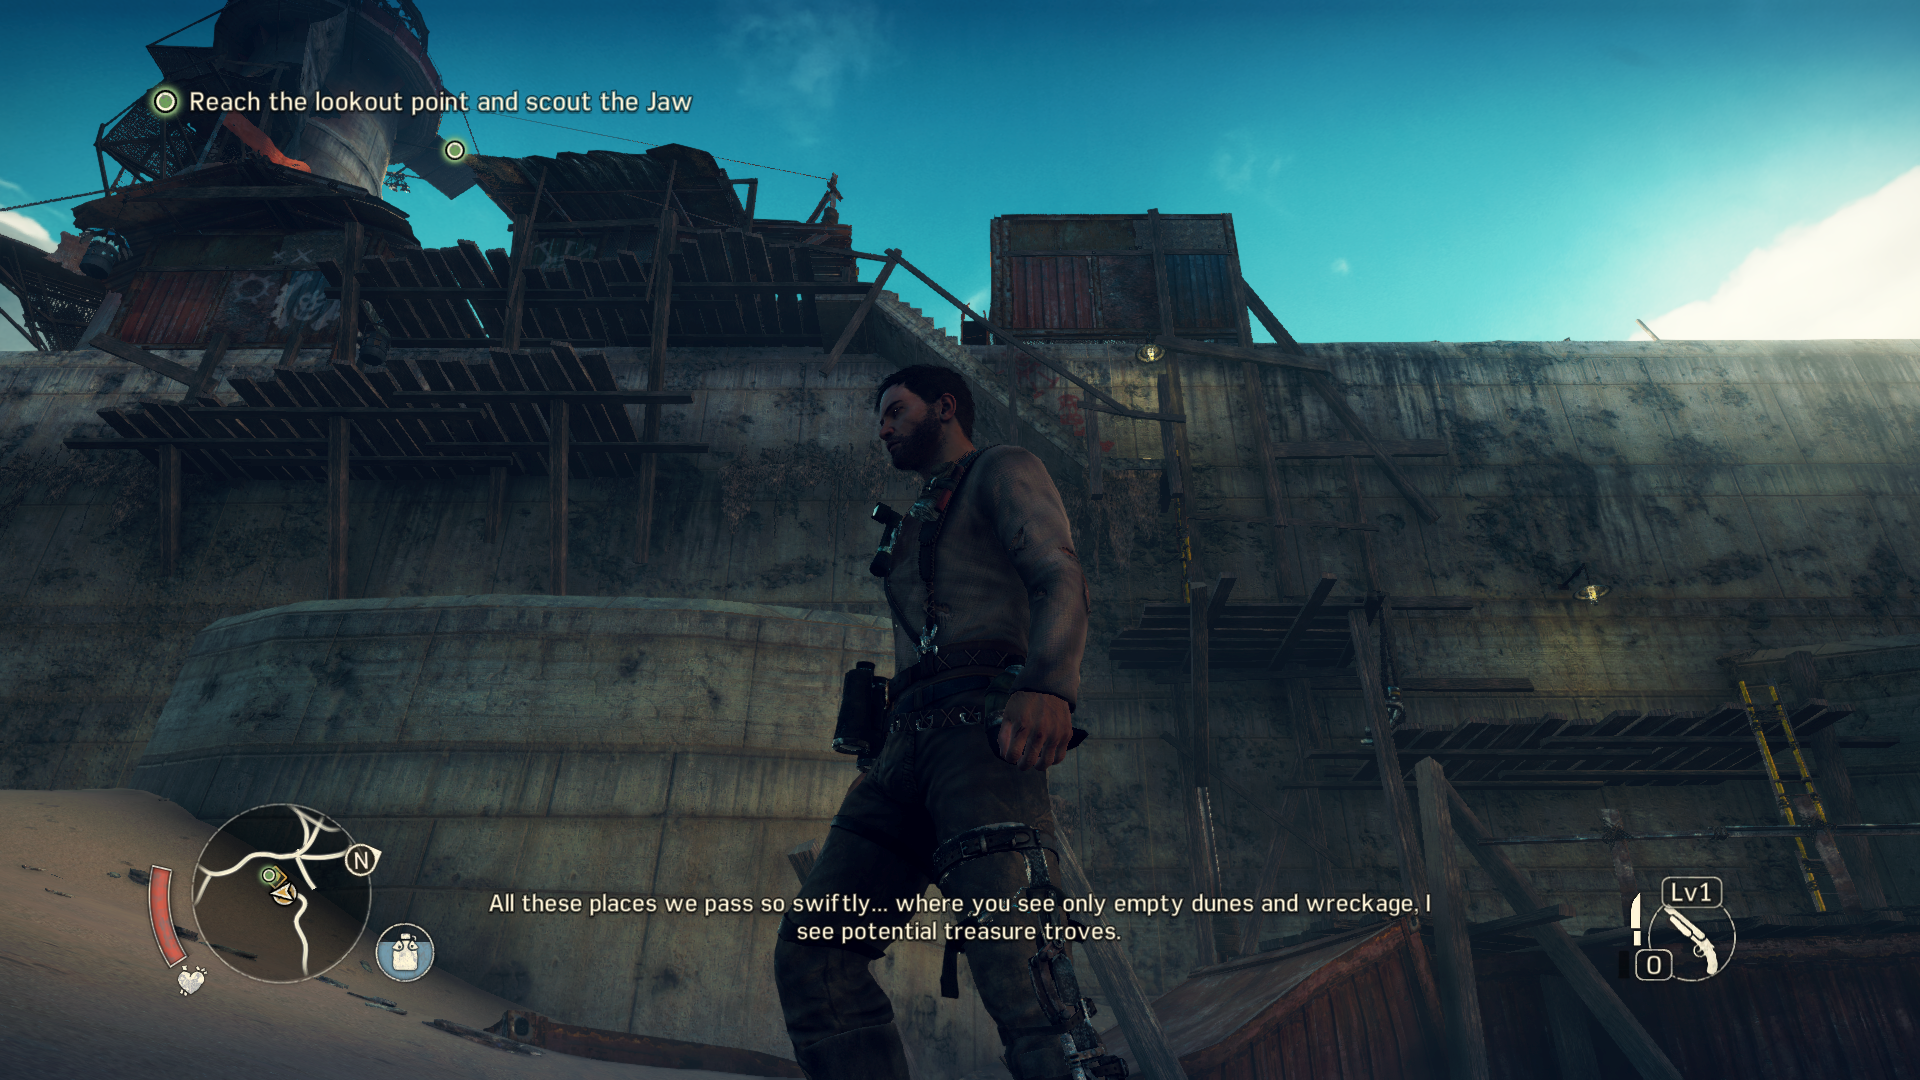 Reach the lookout point and scout the Jaw
N
All these places we pass so swiftly... where you see only empty dunes and wreckage, I
see potential treasure troves.
Lv1
0